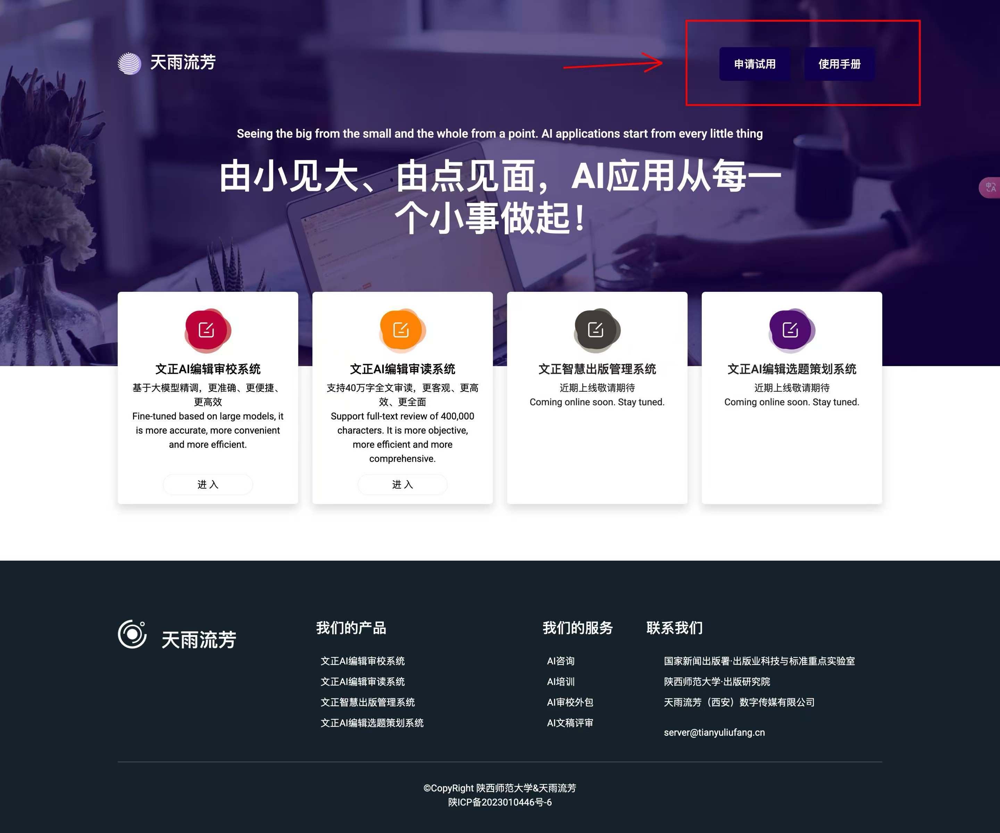 天雨流芳
申请试用
使用手册
Seeing the big from the small and the whole from a point. AI applications start from every little thing
由小见大、由点见面，AI应用从每一
个小事做起！
文正AI编辑审校系统
基于大模型精调，更准确、更便捷、
更高效
Fine-tuned based on large models, it
is more accurate, more convenient
and more efficient.
进 入
文正AI编辑审读系统
支持40万字全文审读，更客观、更高
效、更全面
Support full-text review of 400,000
characters. It is more objective,
more efficient and more
comprehensive.
进 入
文正智慧出版管理系统
近期上线敬请期待
Coming online soon. Stay tuned.
文正AI编辑选题策划系统
近期上线敬请期待
Coming online soon. Stay tuned.
天雨流芳
我们的产品
文正AI编辑审校系统
文正AI编辑审读系统
文正智慧出版管理系统
文正AI编辑选题策划系统
我们的服务
AI咨询
AI培训
AI审校外包
AI文稿评审
联系我们
国家新闻出版署·出版业科技与标准重点实验室
陕西师范大学·出版研究院
天雨流芳（西安）数字传媒有限公司
server@tianyuliufang.cn
©CopyRight 陕西师范大学&天雨流芳
陕ICP备2023010446号-6